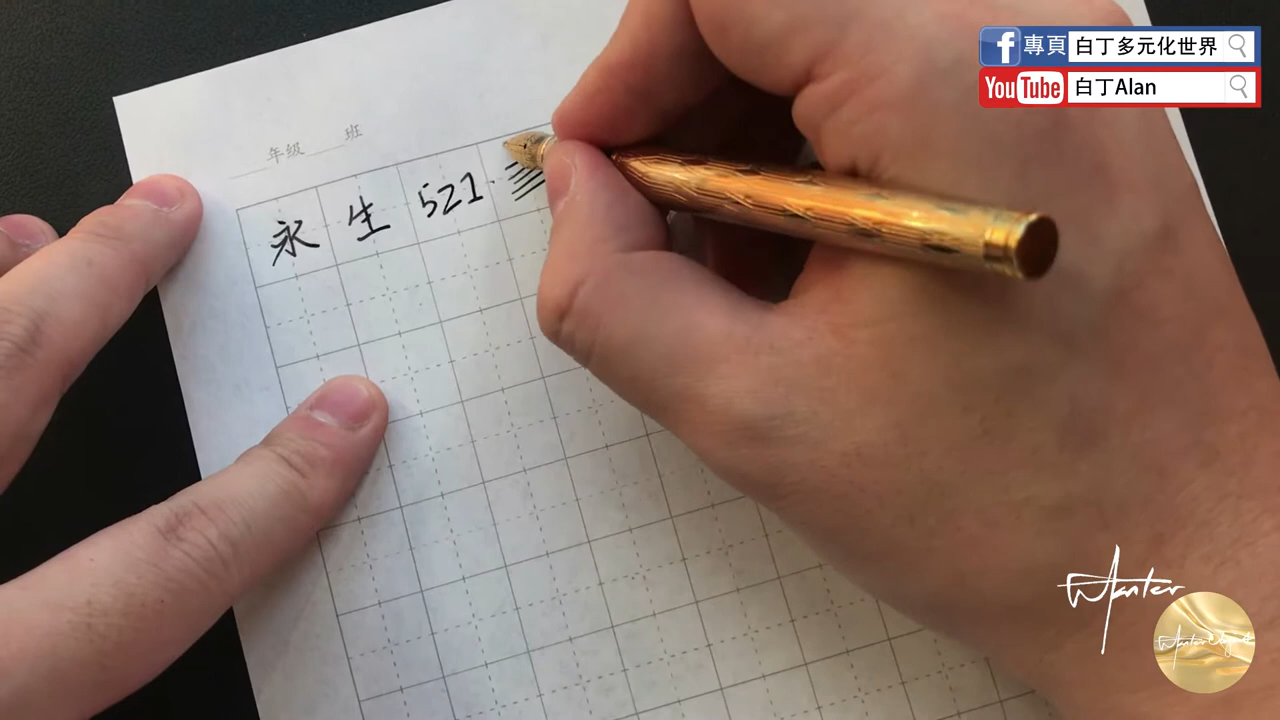 專頁 白丁多元化世界
YouTube 白丁Alan
年级 班
永生 521.
Wanter